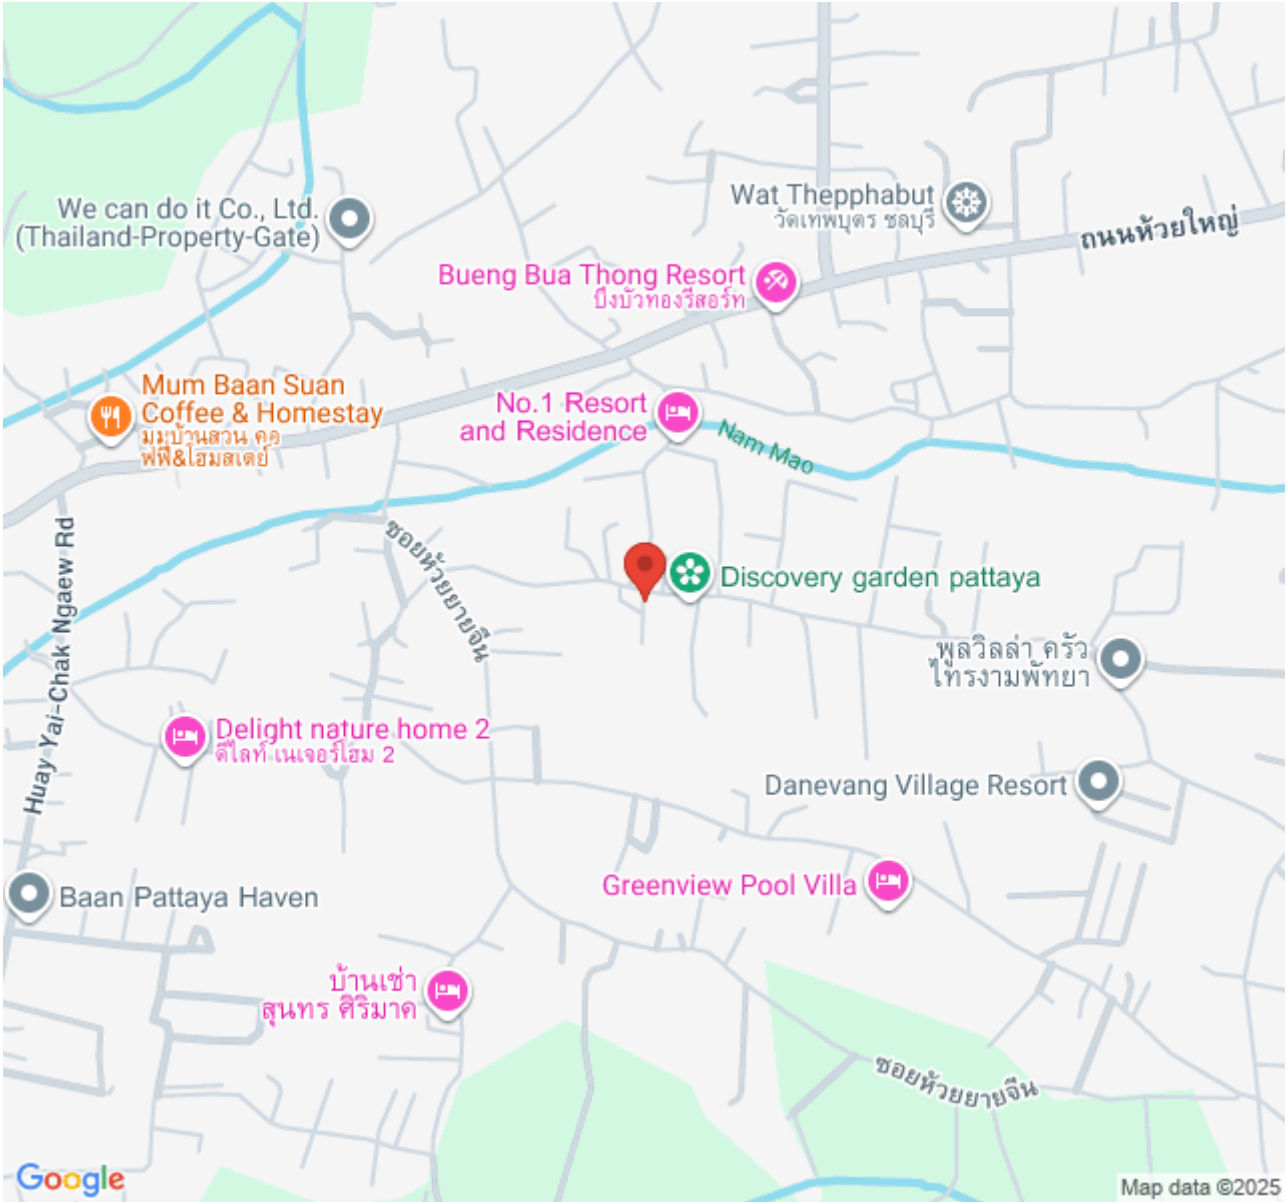 We can do it Co., Ltd.
(Thailand-Property-Gate)
Wat Thepphabut
วัดเทพบุตร ชลบุรี
ถนนห้วยใหญ่
Bueng Bua Thong Resort
บึงบัวทองรีสอร์ท
Mum Baan Suan
Coffee & Homestay
มุมบ้านสวน คอ
ฟฟี่&โฮมสเตย์
No.1 Resort
and Residence
Nam Mao
ซอยห้วยยายจีน
Huay Yai-Chak Ngaew Rd
Discovery garden pattaya
พูลวิลล่า ครัว
ไทรงามพัทยา
Delight nature home 2
ดีไลท์ เนเจอร์โฮม 2
Danevang Village Resort
Greenview Pool Villa
Baan Pattaya Haven
บ้านเช่า
สุนทร ศิริมาค
ซอยห้วยยายจีน
Google
Map data ©2025